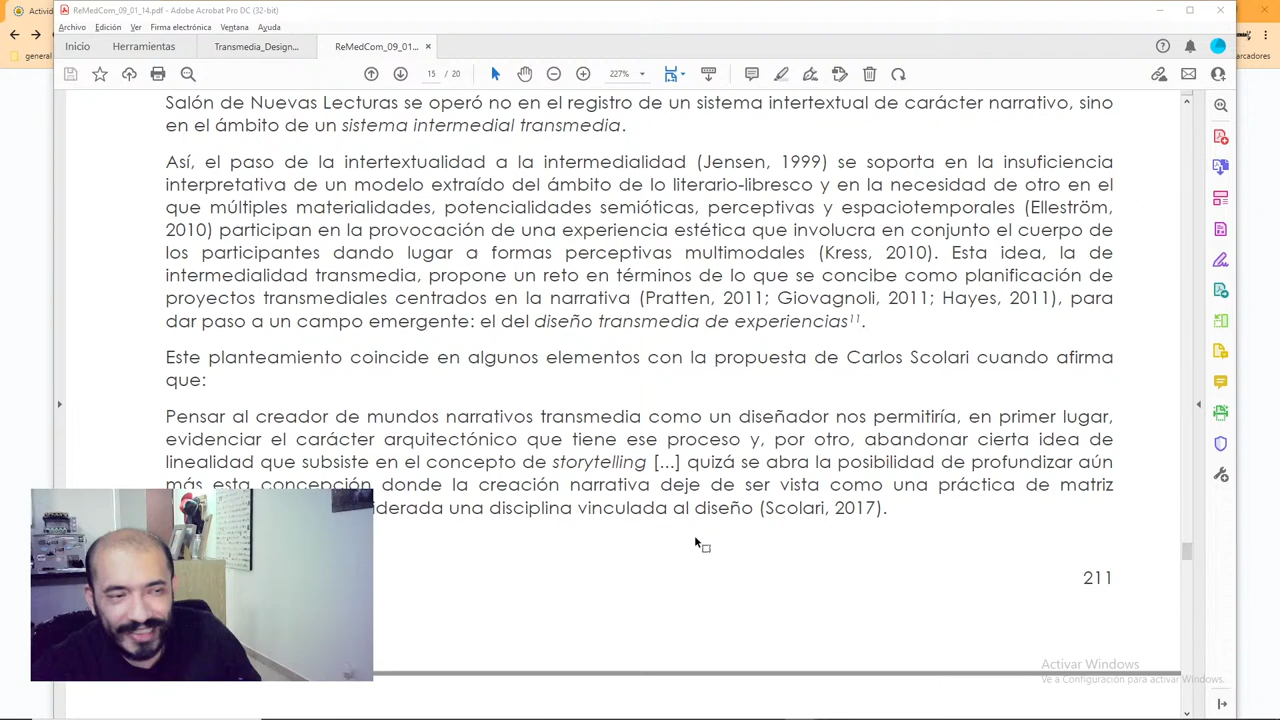 Activid
ReMedCom_09_01_14.pdf - Adobe Acrobat Pro DC (32-bit)
Archivo Edición Ver Firma electrónica Ventana Ayuda
Inicio Herramientas Transmedia_Design... ReMedCom_09_01... ×
general
15 / 20
227%
arcadores
Salón de Nuevas Lecturas se operó no en el registro de un sistema intertextual de carácter narrativo, sino
en el ámbito de un sistema intermedial transmedia.
Así, el paso de la intertextualidad a la intermedialidad (Jensen, 1999) se soporta en la insuficiencia
interpretativa de un modelo extraído del ámbito de lo literario-libresco y en la necesidad de otro en el
que múltiples materialidades, potencialidades semióticas, perceptivas y espaciotemporales (Elleström,
2010) participan en la provocación de una experiencia estética que involucra en conjunto el cuerpo de
los participantes dando lugar a formas perceptivas multimodales (Kress, 2010). Esta idea, la de
intermedialidad transmedia, propone un reto en términos de lo que se concibe como planificación de
proyectos transmediales centrados en la narrativa (Pratten, 2011; Giovagnoli, 2011; Hayes, 2011), para
dar paso a un campo emergente: el del diseño transmedia de experiencias¹¹.
Este planteamiento coincide en algunos elementos con la propuesta de Carlos Scolari cuando afirma
que:
Pensar al creador de mundos narrativos transmedia como un diseñador nos permitiría, en primer lugar,
evidenciar el carácter arquitectónico que tiene ese proceso y, por otro, abandonar cierta idea de
linealidad que subsiste en el concepto de storytelling [...] quizá se abra la posibilidad de profundizar aún
más esta concepción donde la creación narrativa deje de ser vista como una práctica de matriz
iderada una disciplina vinculada al diseño (Scolari, 2017).
211
Activar Windows
Ve a Configuración para activar Windows.